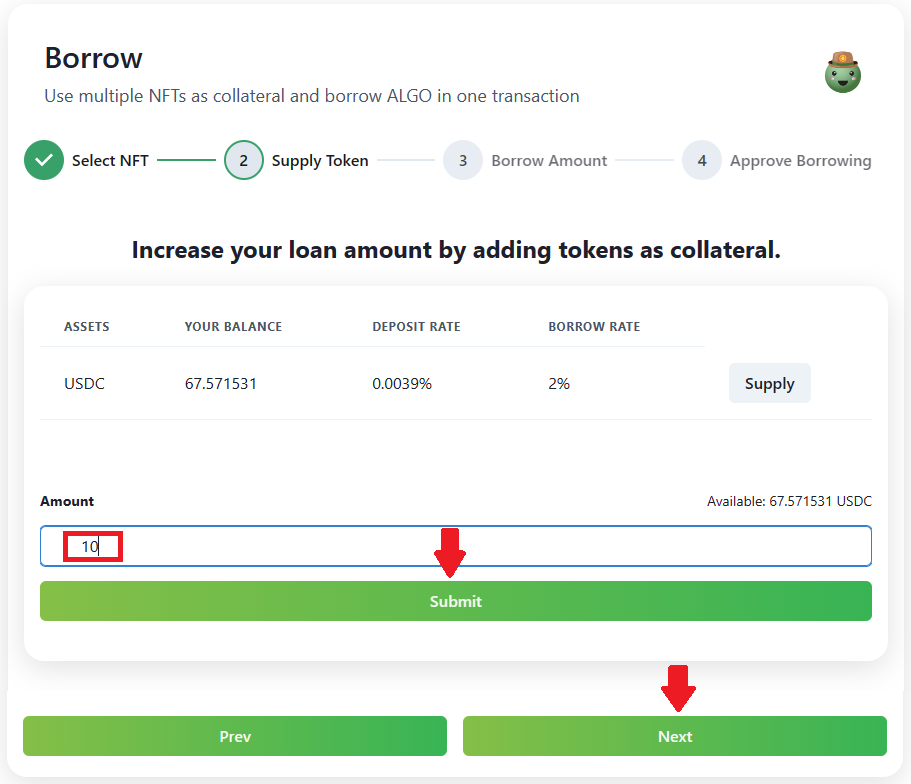 Borrow
Use multiple NFTs as collateral and borrow ALGO in one transaction
Select NFT 2 Supply Token 3 Borrow Amount 4 Approve Borrowing
Increase your loan amount by adding tokens as collateral.
ASSETS YOUR BALANCE DEPOSIT RATE BORROW RATE
USDC 67.571531 0.0039% 2% Supply
Amount Available: 67.571531 USDC
10
Submit
Prev Next